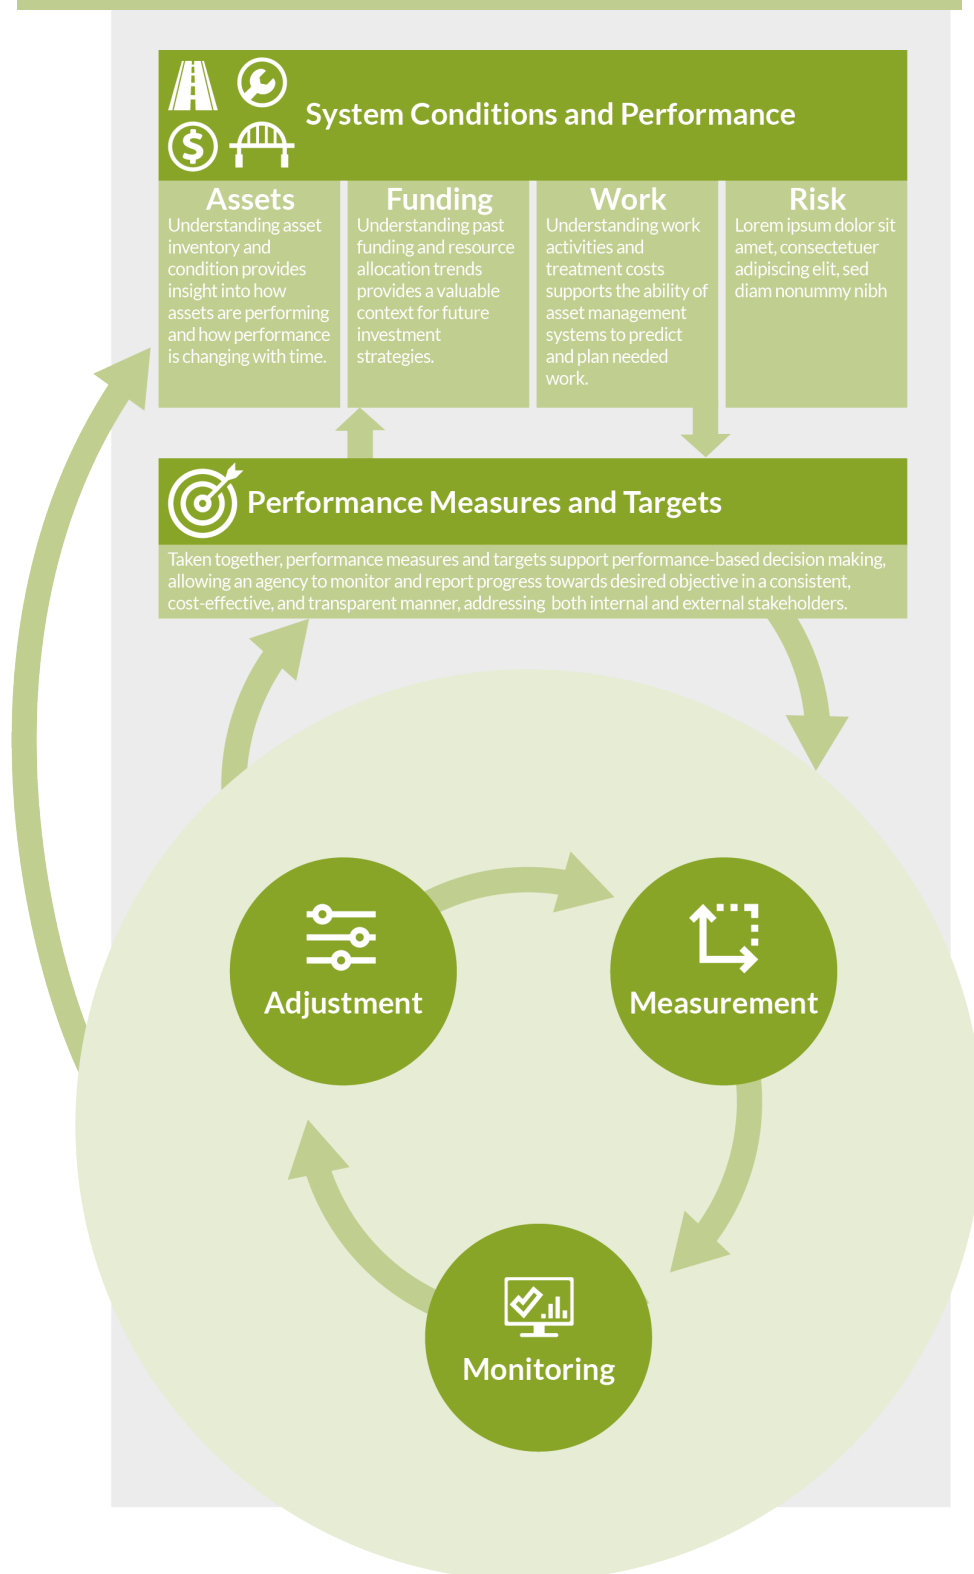 System Conditions and Performance
Assets
Understanding asset
inventory and
condition provides
insight into how
assets are performing
and how performance
is changing with time.
Funding
Understanding past
funding and resource
allocation trends
provides a valuable
context for future
investment
strategies.
Work
Understanding work
activities and
treatment costs
supports the ability of
asset management
systems to predict
and plan needed
work.
Risk
Lorem ipsum dolor sit
amet, consectetuer
adipiscing elit, sed
diam nonummy nibh
Performance Measures and Targets
Taken together, performance measures and targets support performance-based decision making,
allowing an agency to monitor and report progress towards desired objective in a consistent,
cost-effective, and transparent manner, addressing both internal and external stakeholders.
Adjustment
Measurement
Monitoring